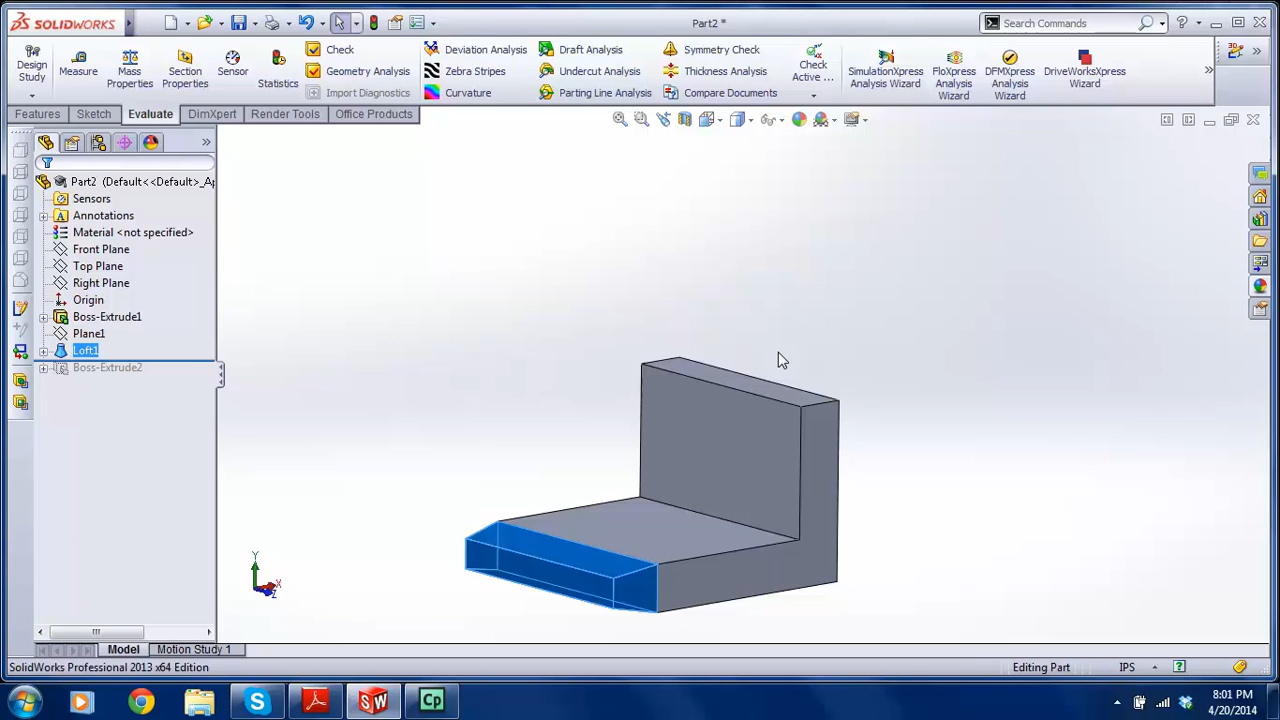 SOLIDWORKS
Part2 *
Search Commands
Design Study
Measure
Mass Properties
Section Properties
Sensor
Statistics
Check
Geometry Analysis
Import Diagnostics
Deviation Analysis
Zebra Stripes
Curvature
Draft Analysis
Undercut Analysis
Parting Line Analysis
Symmetry Check
Thickness Analysis
Compare Documents
Check Active ...
SimulationXpress Analysis Wizard
FloXpress Analysis Wizard
DFMXpress Analysis Wizard
DriveWorksXpress Wizard
Features
Sketch
Evaluate
DimXpert
Render Tools
Office Products
Part2 (Default<<Default>_Ap
Sensors
Annotations
Material <not specified>
Front Plane
Top Plane
Right Plane
Origin
Boss-Extrude1
Plane1
Loft1
Boss-Extrude2
Y
X
Z
Model
Motion Study 1
SolidWorks Professional 2013 x64 Edition
Editing Part
IPS
8:01 PM
4/20/2014